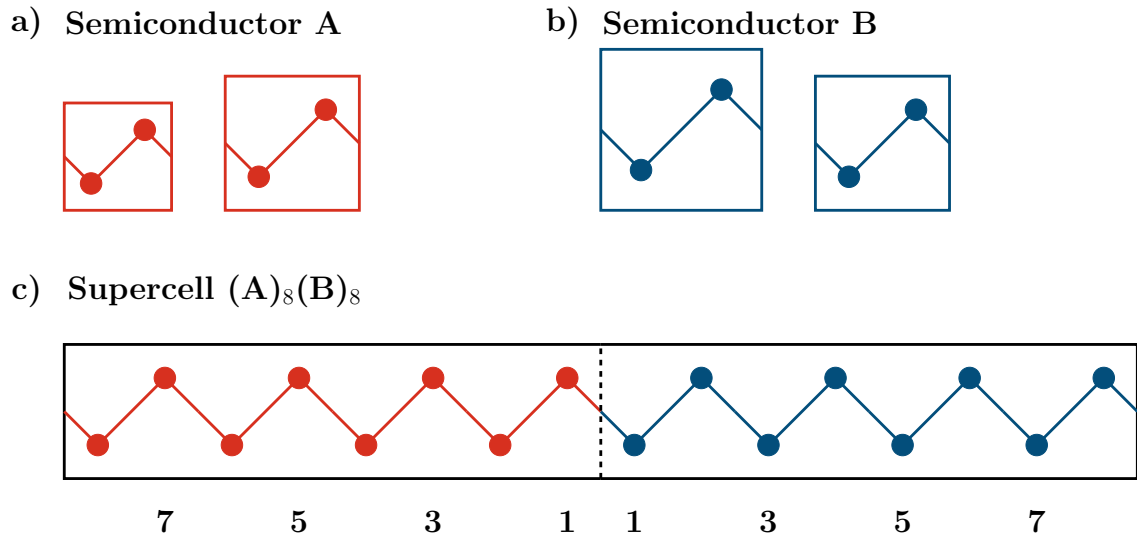 a) Semiconductor A
b) Semiconductor B
c) Supercell (A)₈(B)₈
7 5 3 1 1 3 5 7